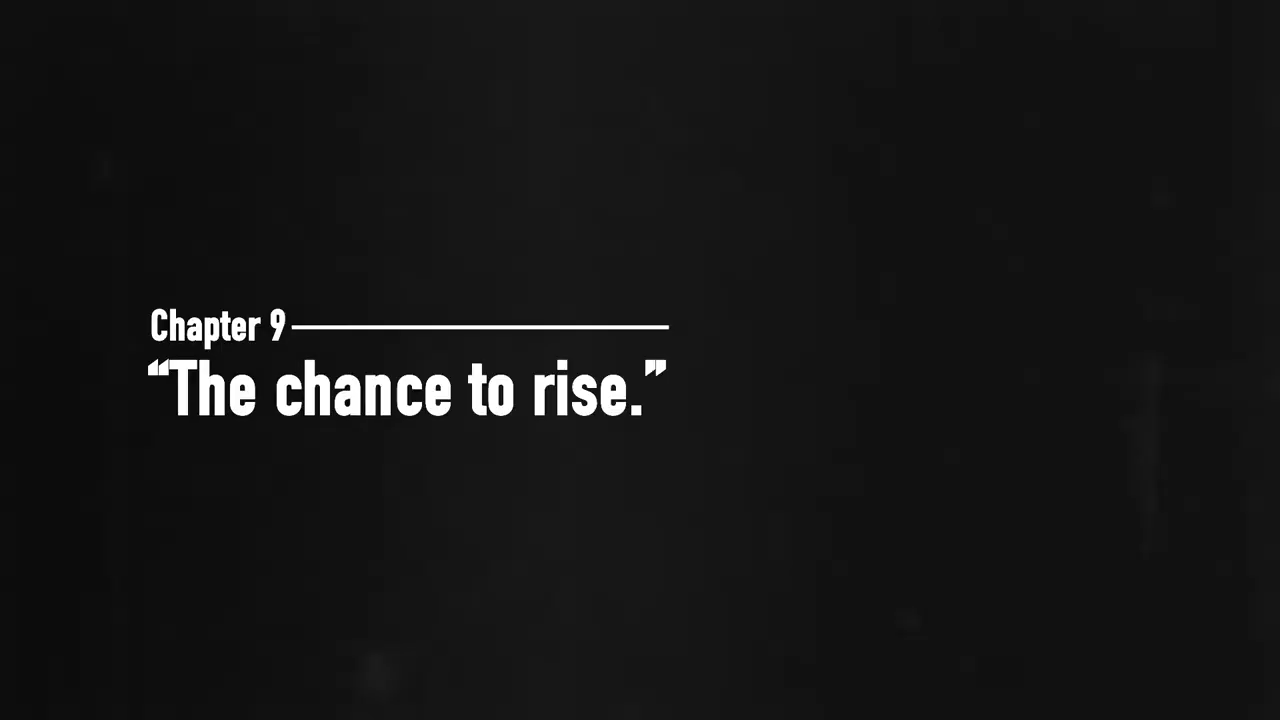 Chapter 9
“The chance to rise.”